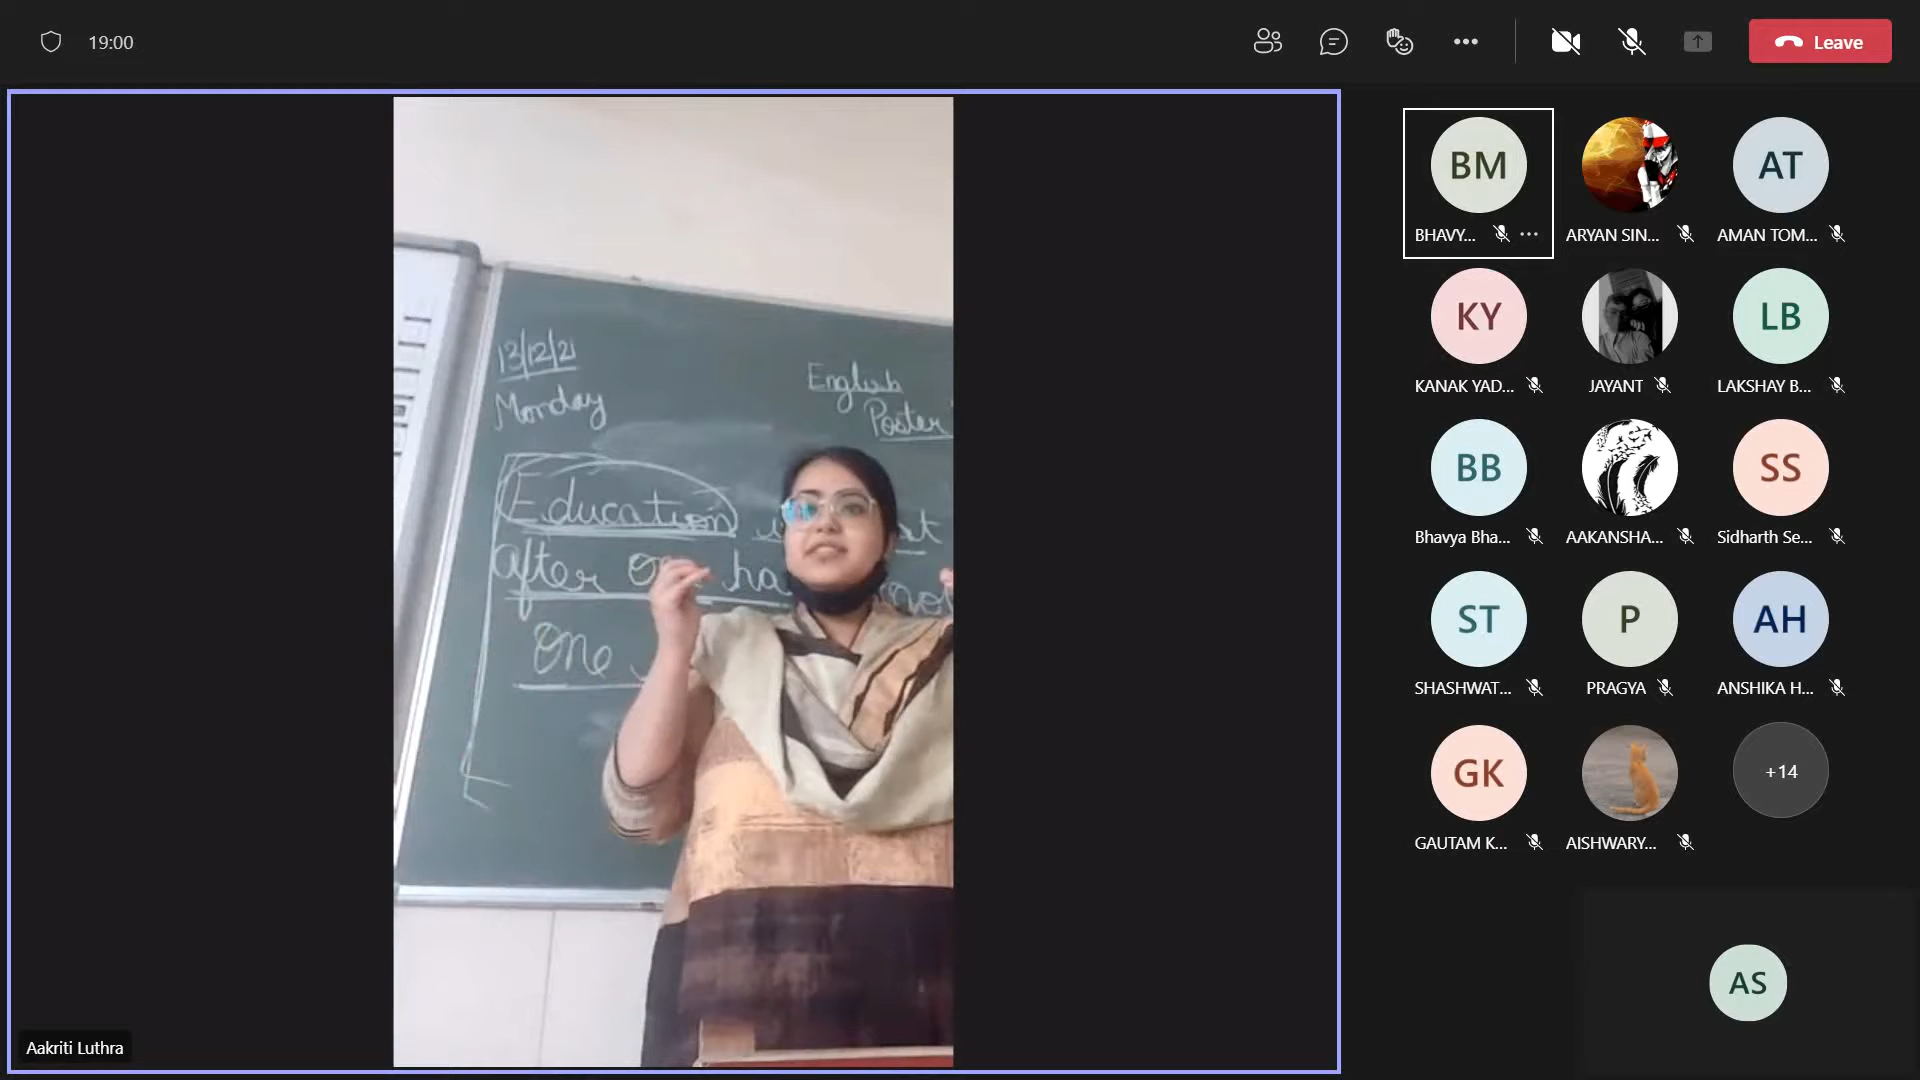 19:00
Leave
13/12/21
Monday
English
Poster
Education
after one ha
one
Aakriti Luthra
BM
BHAVY...
ARYAN SIN...
AT
AMAN TOM...
KY
KANAK YAD...
JAYANT
LB
LAKSHAY B...
BB
Bhavya Bha...
AAKANSHA...
SS
Sidharth Se...
ST
SHASHWAT...
P
PRAGYA
AH
ANSHIKA H...
GK
GAUTAM K...
AISHWARY...
+14
AS